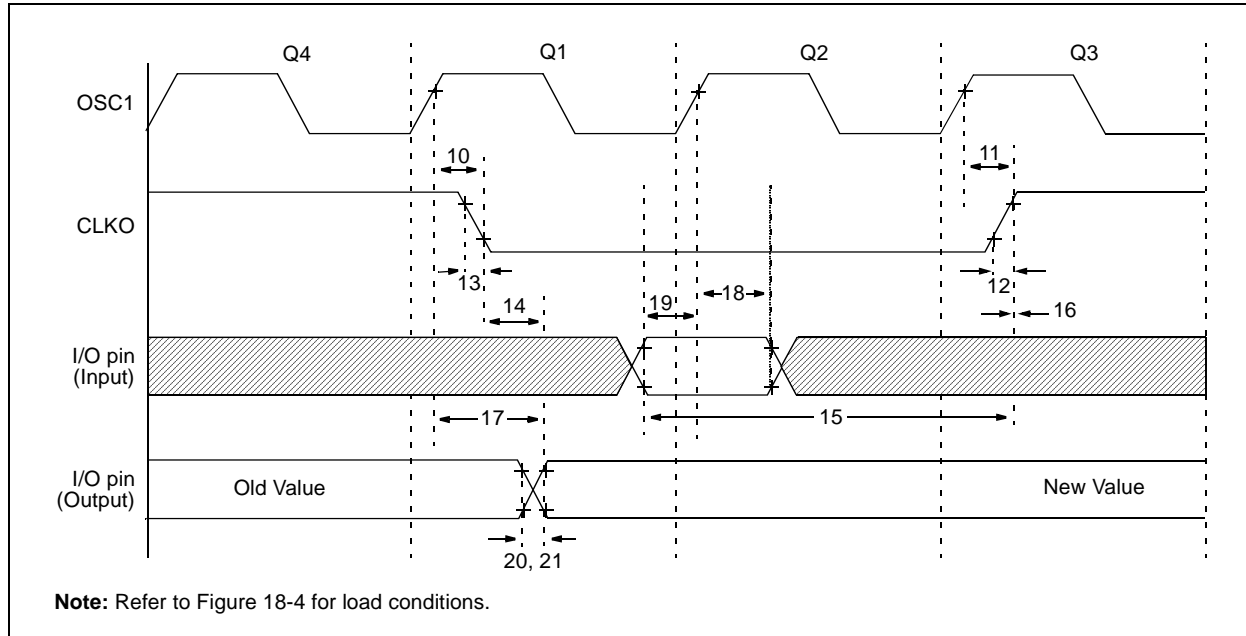 Q4 Q1 Q2 Q3
OSC1
10 11
CLKO
13 12
14 19 18 16
I/O pin
(Input)
17 15
I/O pin
(Output)
Old Value New Value
20, 21
Note: Refer to Figure 18-4 for load conditions.